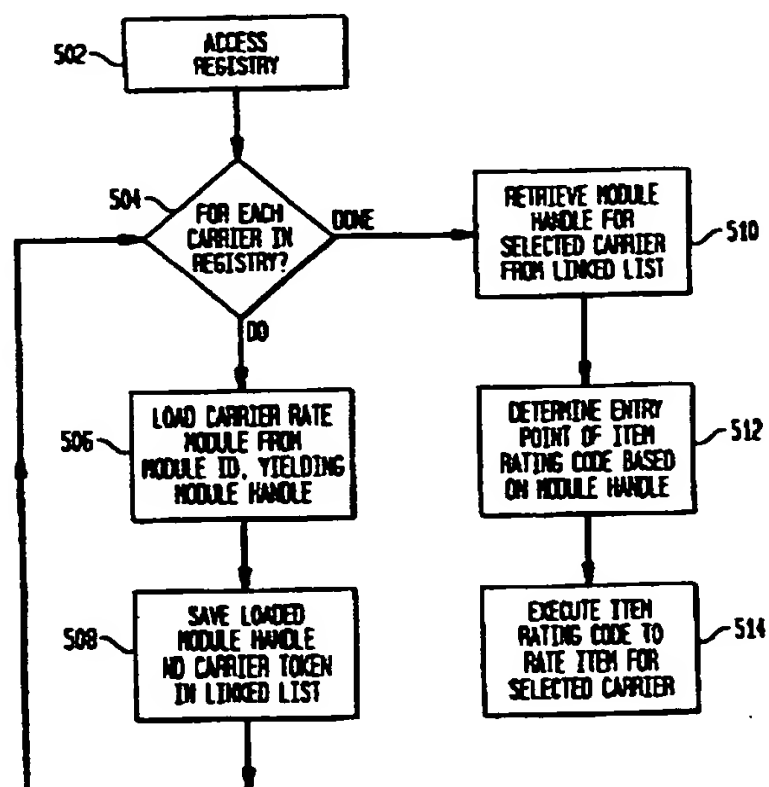 502
ACCESS
REGISTRY
504
FOR EACH
CARRIER IN
REGISTRY?
DONE
DO
506
LOAD CARRIER RATE
MODULE FROM
MODULE ID, YIELDING
MODULE HANDLE
508
SAVE LOADED
MODULE HANDLE
ND CARRIER TOKEN
IN LINKED LIST
RETRIEVE MODULE
HANDLE FOR
SELECTED CARRIER
FROM LINKED LIST
510
DETERMINE ENTRY
POINT OF ITEM
RATING CODE BASED
ON MODULE HANDLE
512
EXECUTE ITEM
RATING CODE TO
RATE ITEM FOR
SELECTED CARRIER
514